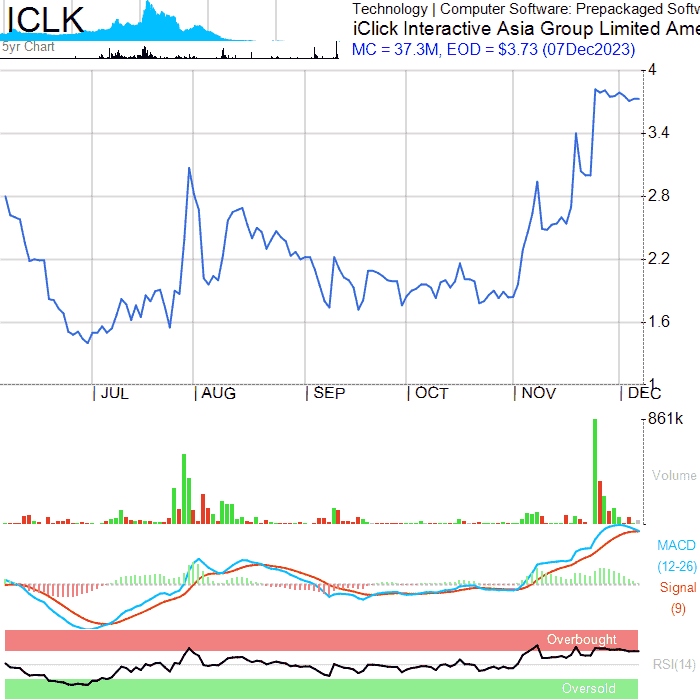 ICLK
5yr Chart
Technology | Computer Software: Prepackaged Softw
iClick Interactive Asia Group Limited Ame
MC = 37.3M, EOD = $3.73 (07Dec2023)
4
3.4
2.8
2.2
1.6
1
JUL AUG SEP OCT NOV DEC
861k
Volume
MACD
(12-26)
Signal
(9)
Overbought
RSI(14)
Oversold